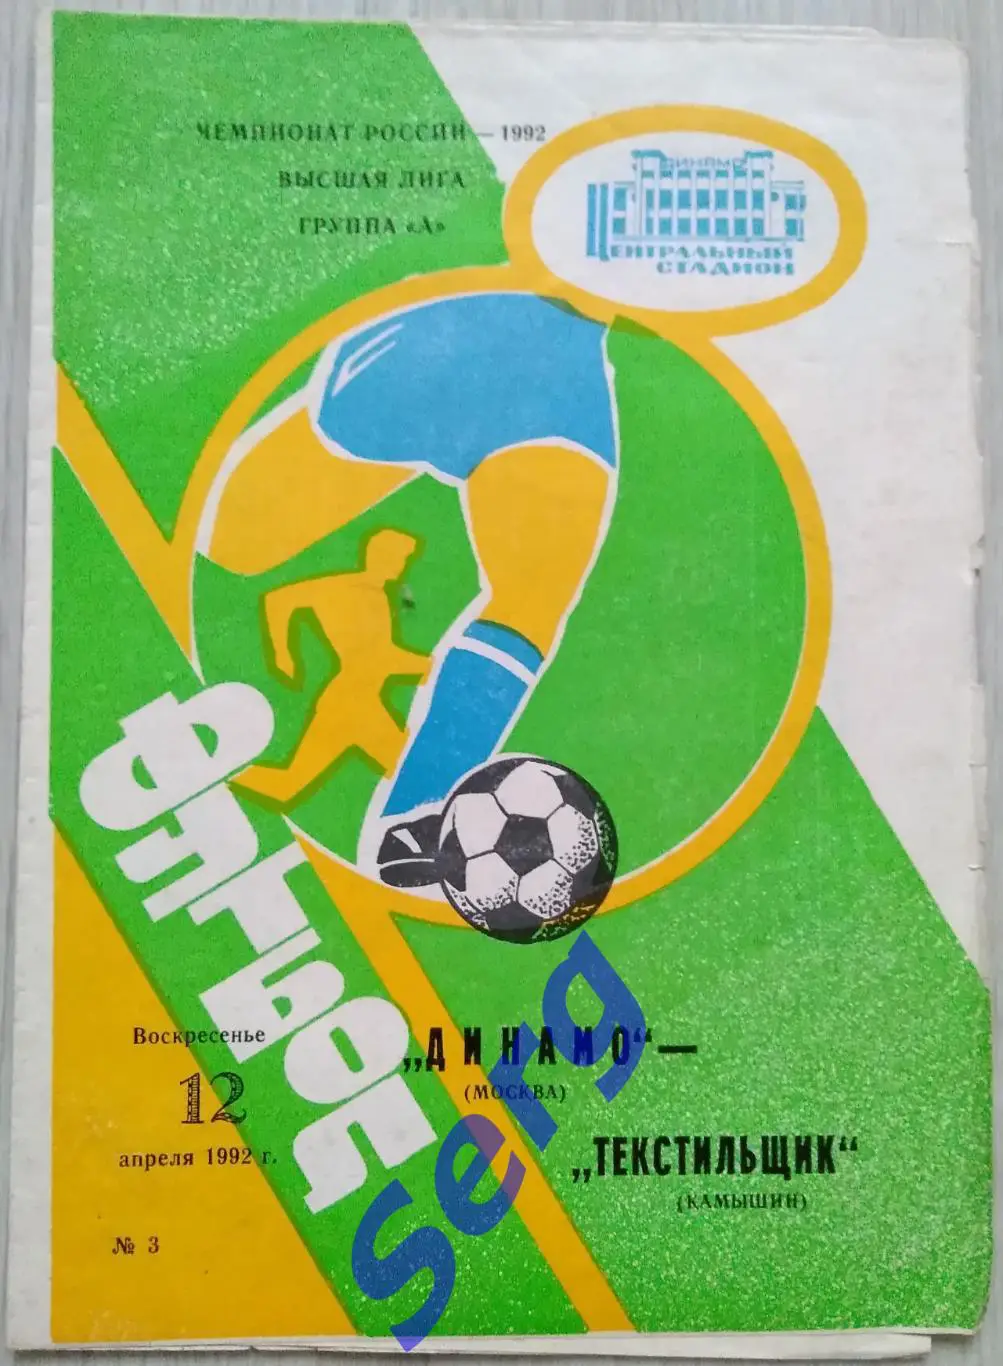 ЧЕМПИОНАТ РОССИИ — 1992
ВЫСШАЯ ЛИГА
ГРУППА «А»
ДИНАМО
ЦЕНТРАЛЬНЫЙ
СТАДИОН
ФУТБОЛ
Воскресенье
12
апреля 1992 г.
„ДИНАМО“ —
(МОСКВА)
„ТЕКСТИЛЬЩИК“
(КАМЫШИН)
№ 3
Serg